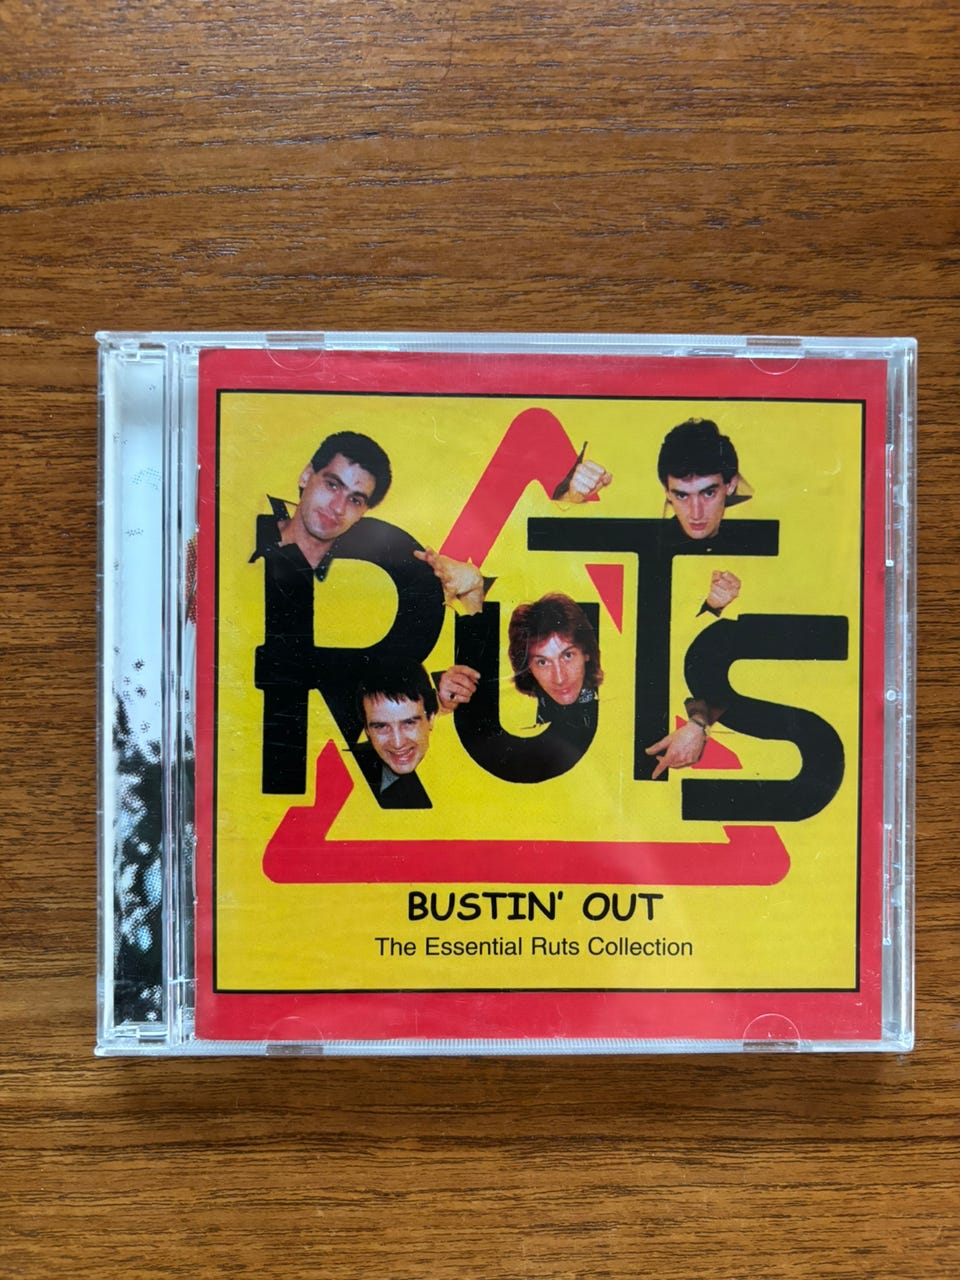 RUTS
BUSTIN' OUT
The Essential Ruts Collection